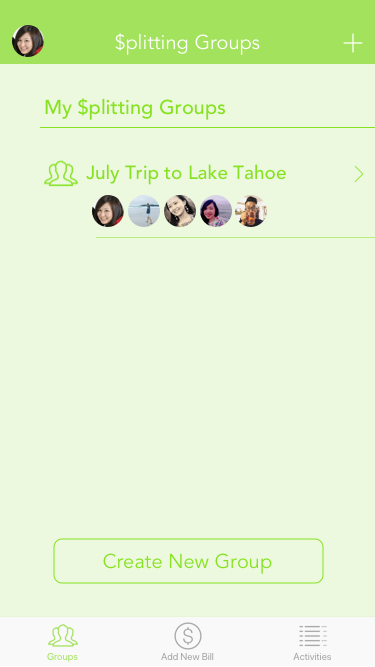 $plitting Groups
My $plitting Groups
July Trip to Lake Tahoe
Create New Group
$
Groups
Add New Bill
Activities